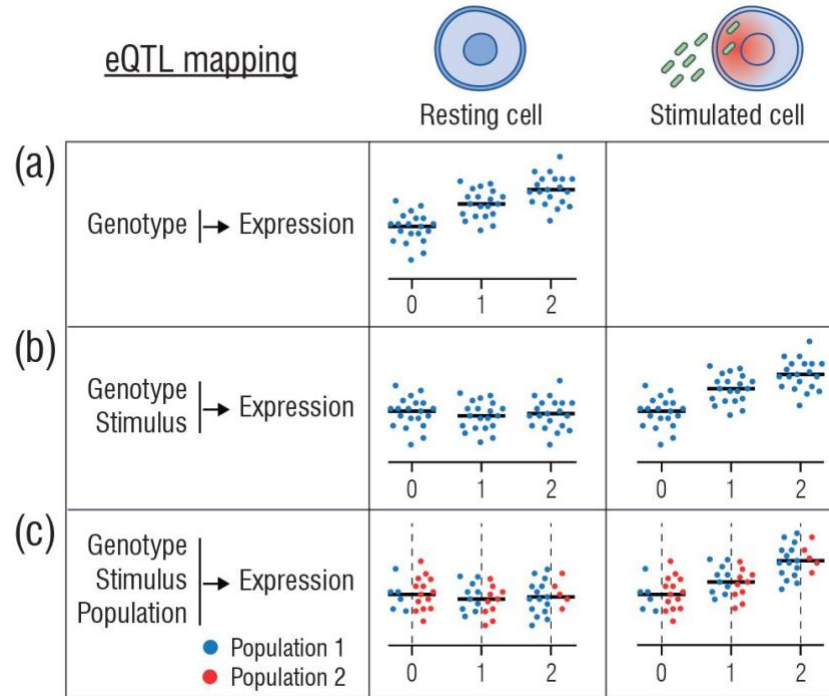 eQTL mapping
Resting cell
Stimulated cell
(a)
Genotype → Expression
0 1 2
(b)
Genotype
Stimulus → Expression
0 1 2
0 1 2
(c)
Genotype
Stimulus → Expression
Population
Population 1
Population 2
0 1 2
0 1 2